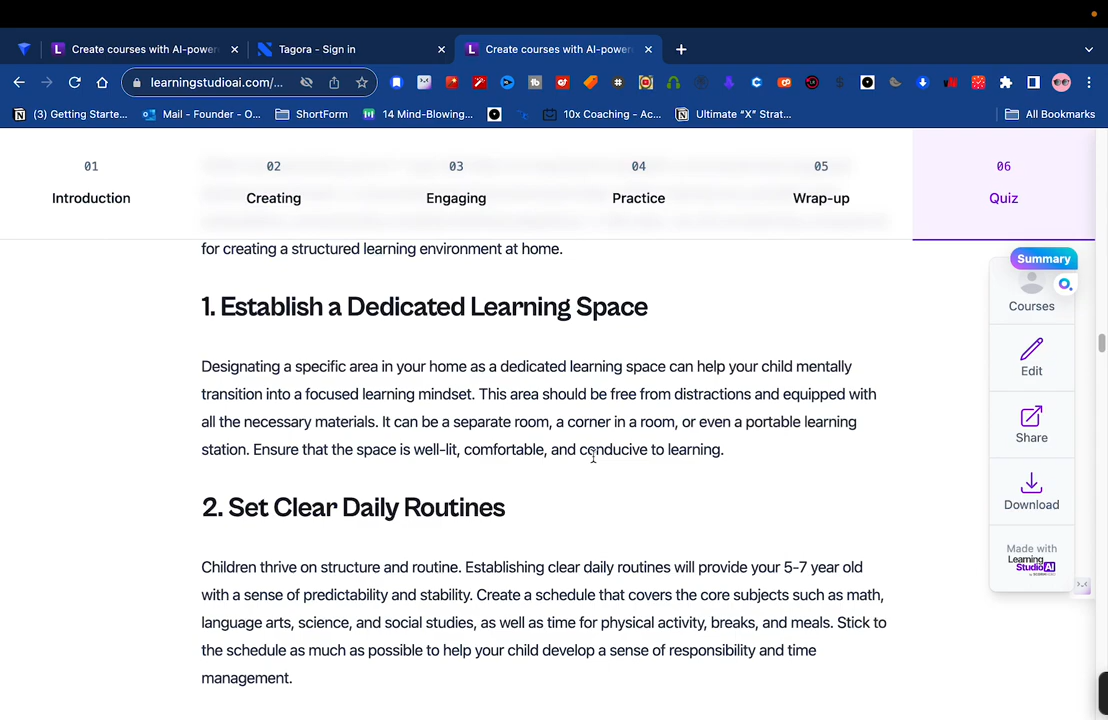 Create courses with AI-power
Tagora - Sign in
Create courses with AI-powere
learningstudioai.com/...
(3) Getting Starte...
Mail - Founder - O...
ShortForm
14 Mind-Blowing...
10x Coaching - Ac...
Ultimate "X" Strat...
All Bookmarks
01
02
03
04
05
06
Introduction
Creating
Engaging
Practice
Wrap-up
Quiz
for creating a structured learning environment at home.
1. Establish a Dedicated Learning Space
Designating a specific area in your home as a dedicated learning space can help your child mentally
transition into a focused learning mindset. This area should be free from distractions and equipped with
all the necessary materials. It can be a separate room, a corner in a room, or even a portable learning
station. Ensure that the space is well-lit, comfortable, and conducive to learning.
2. Set Clear Daily Routines
Children thrive on structure and routine. Establishing clear daily routines will provide your 5-7 year old
with a sense of predictability and stability. Create a schedule that covers the core subjects such as math,
language arts, science, and social studies, as well as time for physical activity, breaks, and meals. Stick to
the schedule as much as possible to help your child develop a sense of responsibility and time
management.
Summary
Courses
Edit
Share
Download
Made with
Learning
StudioAI